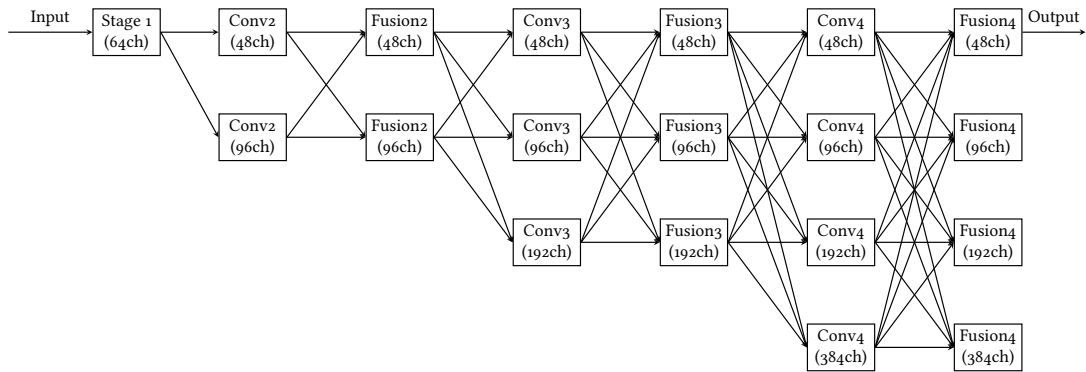 Input
Stage 1
(64ch)
Conv2
(48ch)
Fusion2
(48ch)
Conv3
(48ch)
Fusion3
(48ch)
Conv4
(48ch)
Fusion4
(48ch)
Output
Conv2
(96ch)
Fusion2
(96ch)
Conv3
(96ch)
Fusion3
(96ch)
Conv4
(96ch)
Fusion4
(96ch)
Conv3
(192ch)
Fusion3
(192ch)
Conv4
(192ch)
Fusion4
(192ch)
Conv4
(384ch)
Fusion4
(384ch)